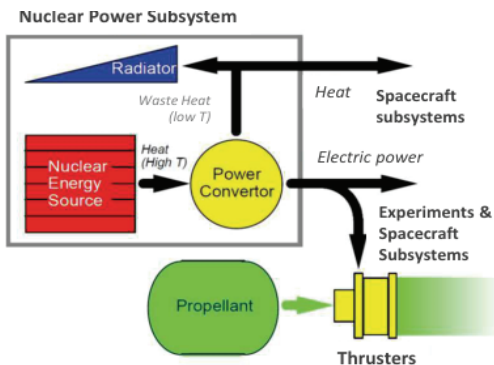 Nuclear Power Subsystem
Radiator
Waste Heat
(low T)
Heat
Spacecraft
subsystems
Nuclear
Energy
Source
Heat
(High T)
Power
Convertor
Electric power
Experiments &
Spacecraft
Subsystems
Propellant
Thrusters